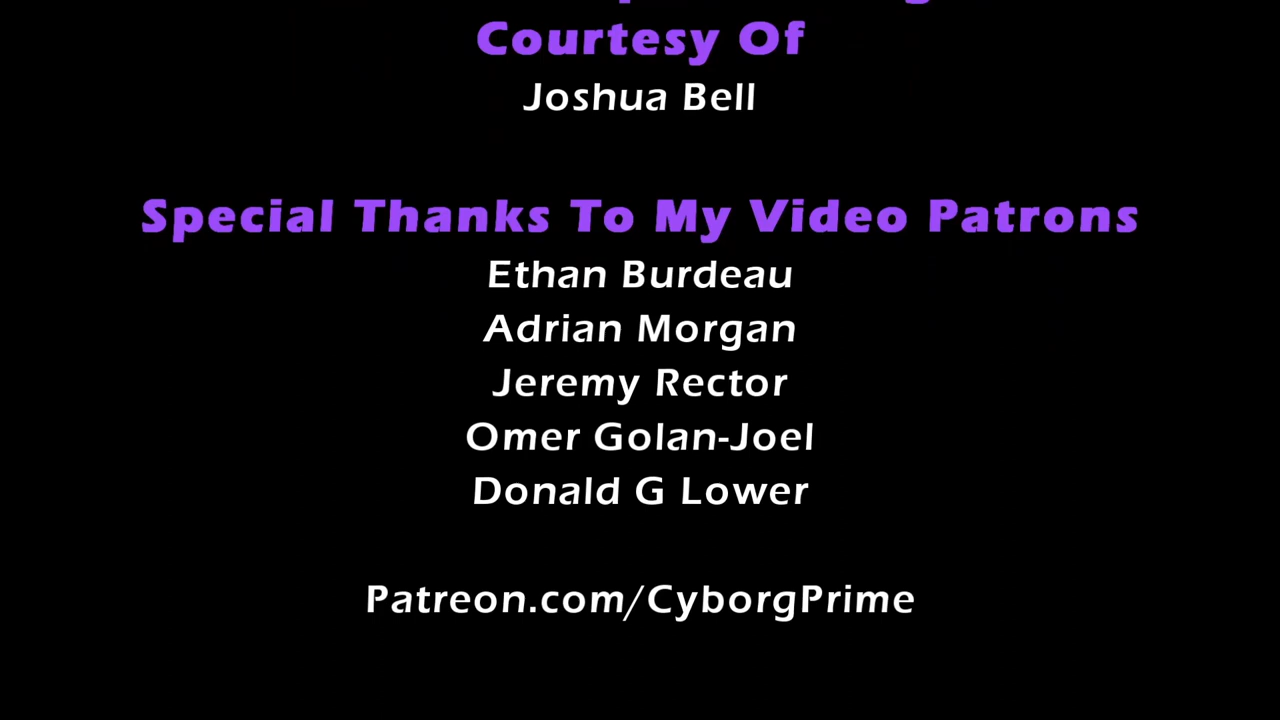 Courtesy Of
Joshua Bell
Special Thanks To My Video Patrons
Ethan Burdeau
Adrian Morgan
Jeremy Rector
Omer Golan-Joel
Donald G Lower
Patreon.com/CyborgPrime